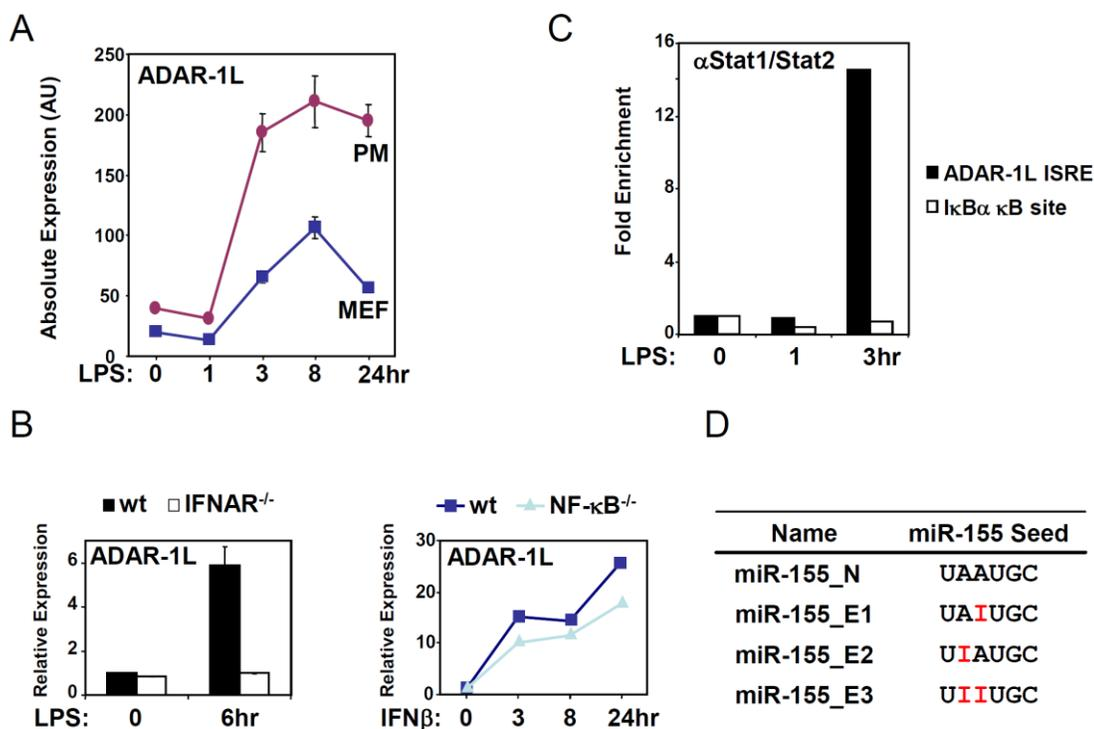 A
ADAR-1L
Absolute Expression (AU)
250
200
150
100
50
0
PM
MEF
LPS: 0 1 3 8 24hr
C
αStat1/Stat2
Fold Enrichment
16
12
8
4
0
LPS: 0 1 3hr
ADAR-1L ISRE
IκBα κB site
B
wt IFNAR-/-
ADAR-1L
Relative Expression
6
4
2
0
LPS: 0 6hr
wt NF-κB-/-
ADAR-1L
Relative Expression
30
20
10
0
IFNβ: 0 3 8 24hr
D
Name miR-155 Seed
miR-155_N UAAUGC
miR-155_E1 UAIUGC
miR-155_E2 UIAUGC
miR-155_E3 UIIUGC